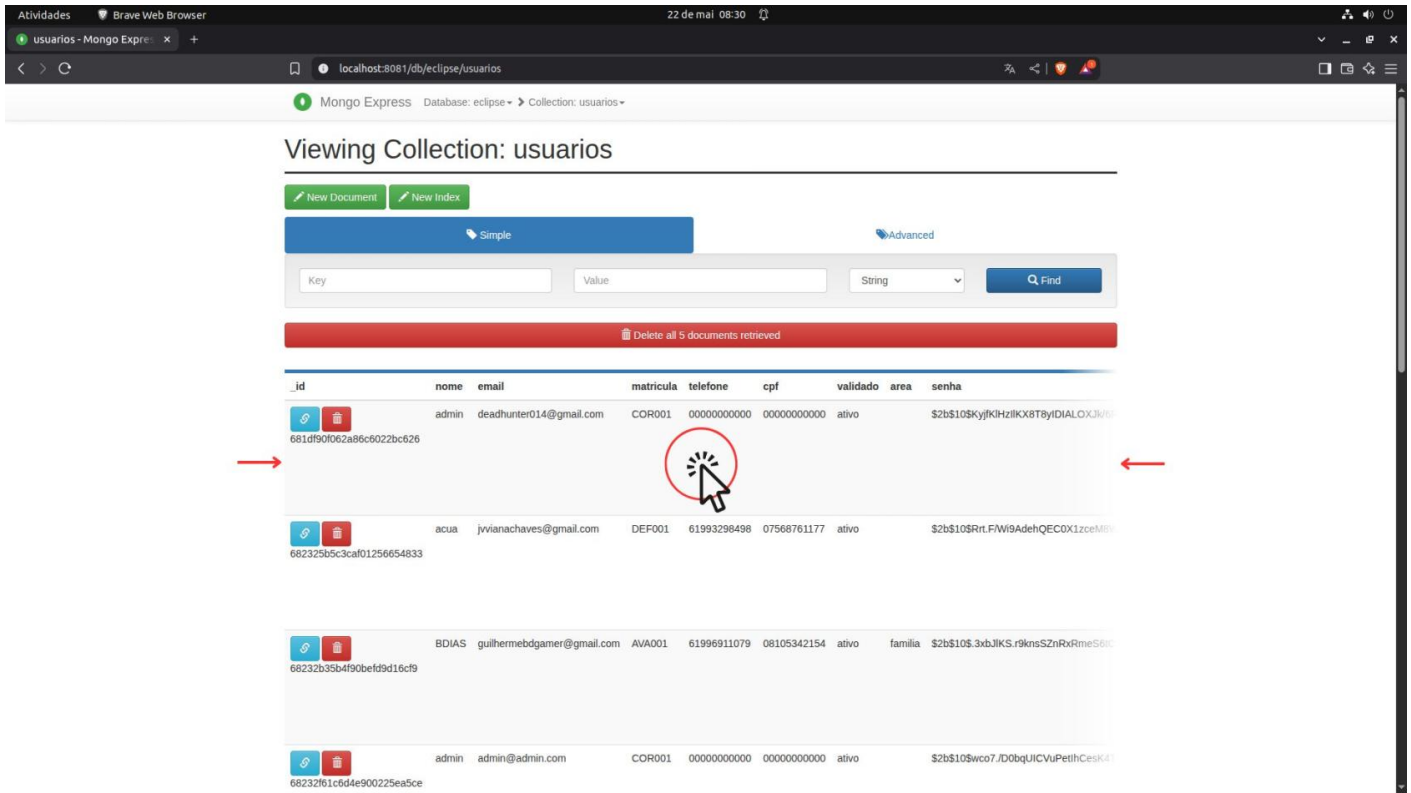 Atividades Brave Web Browser 22 de mai 08:30
usuarios - Mongo Expres × +
localhost:8081/db/eclipse/usuarios
Mongo Express Database: eclipse Collection: usuarios
Viewing Collection: usuarios
New Document New Index
Simple Advanced
Key Value String Find
Delete all 5 documents retrieved
_id nome email matricula telefone cpf validado area senha
admin deadhunter014@gmail.com COR001 00000000000 00000000000 ativo
681df90f062a86c6022bc626
acua jvvianachaves@gmail.com DEF001 61993298498 07568761177 ativo
682325b5c3caf01256654833
BDIAS guilhermebdgamer@gmail.com AVA001 61996911079 08105342154 ativo familia
68232b35b4f90befd9d16cf9
admin admin@admin.com COR001 00000000000 00000000000 ativo
68232f61c6d4e900225ea5ce